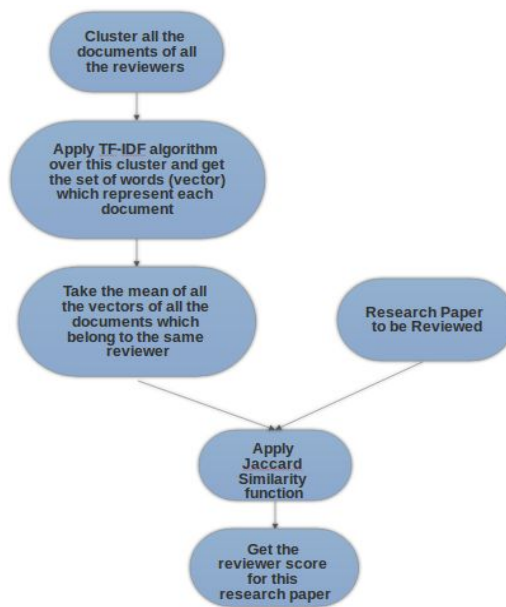 Cluster all the
documents of all
the reviewers
Apply TF-IDF algorithm
over this cluster and get
the set of words (vector)
which represent each
document
Take the mean of all
the vectors of all the
documents which
belong to the same
reviewer
Research Paper
to be Reviewed
Apply
Jaccard
Similarity
function
Get the
reviewer score
for this
research paper